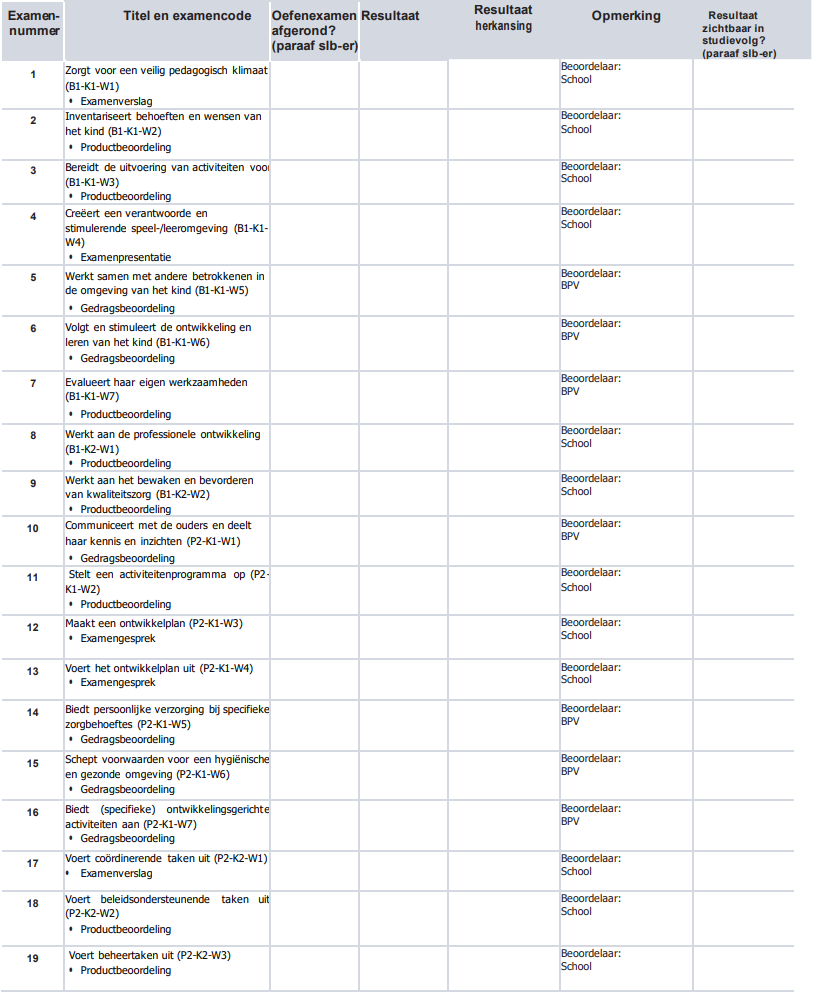 Examen-
nummer
Titel en examencode
Oefenexamen
afgerond?
(paraaf slb-er)
Resultaat
Resultaat
herkansing
Opmerking
Resultaat
zichtbaar in
studievolg?
(paraaf slb-er)
1
Zorgt voor een veilig pedagogisch klimaat
(B1-K1-W1)
• Examenverslag
Beoordelaar:
School
2
Inventariseert behoeften en wensen van
het kind (B1-K1-W2)
• Productbeoordeling
Beoordelaar:
School
3
Bereidt de uitvoering van activiteiten voor
(B1-K1-W3)
• Productbeoordeling
Beoordelaar:
School
4
Creëert een verantwoorde en
stimulerende speel-/leeromgeving (B1-K1-
W4)
• Examenpresentatie
Beoordelaar:
School
5
Werkt samen met andere betrokkenen in
de omgeving van het kind (B1-K1-W5)
• Gedragsbeoordeling
Beoordelaar:
BPV
6
Volgt en stimuleert de ontwikkeling en
leren van het kind (B1-K1-W6)
• Gedragsbeoordeling
Beoordelaar:
BPV
7
Evalueert haar eigen werkzaamheden
(B1-K1-W7)
• Productbeoordeling
Beoordelaar:
BPV
8
Werkt aan de professionele ontwikkeling
(B1-K2-W1)
• Productbeoordeling
Beoordelaar:
School
9
Werkt aan het bewaken en bevorderen
van kwaliteitszorg (B1-K2-W2)
• Productbeoordeling
Beoordelaar:
School
10
Communiceert met de ouders en deelt
haar kennis en inzichten (P2-K1-W1)
• Gedragsbeoordeling
Beoordelaar:
BPV
11
Stelt een activiteitenprogramma op (P2-
K1-W2)
• Productbeoordeling
Beoordelaar:
School
12
Maakt een ontwikkelplan (P2-K1-W3)
• Examengesprek
Beoordelaar:
School
13
Voert het ontwikkelplan uit (P2-K1-W4)
• Examengesprek
Beoordelaar:
School
14
Biedt persoonlijke verzorging bij specifieke
zorgbehoeftes (P2-K1-W5)
• Gedragsbeoordeling
Beoordelaar:
BPV
15
Schept voorwaarden voor een hygiënische
en gezonde omgeving (P2-K1-W6)
• Gedragsbeoordeling
Beoordelaar:
BPV
16
Biedt (specifieke) ontwikkelingsgerichte
activiteiten aan (P2-K1-W7)
• Gedragsbeoordeling
Beoordelaar:
BPV
17
Voert coördinerende taken uit (P2-K2-W1)
• Examenverslag
Beoordelaar:
School
18
Voert beleidsondersteunende taken uit
(P2-K2-W2)
• Productbeoordeling
Beoordelaar:
School
19
Voert beheertaken uit (P2-K2-W3)
• Productbeoordeling
Beoordelaar:
School